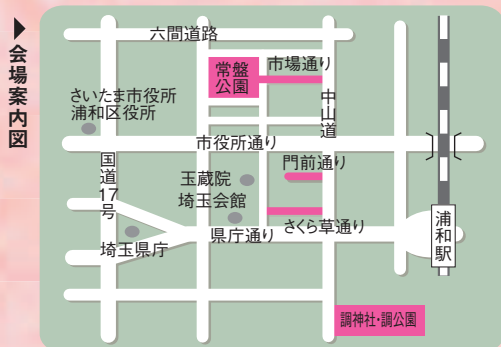 ▶会場案内図
六間道路
常盤
公園
市場通り
中山道
さいたま市役所
浦和区役所
市役所通り
国道17号
玉蔵院
埼玉会館
門前通り
さくら草通り
埼玉県庁
県庁通り
浦和駅
調神社・調公園